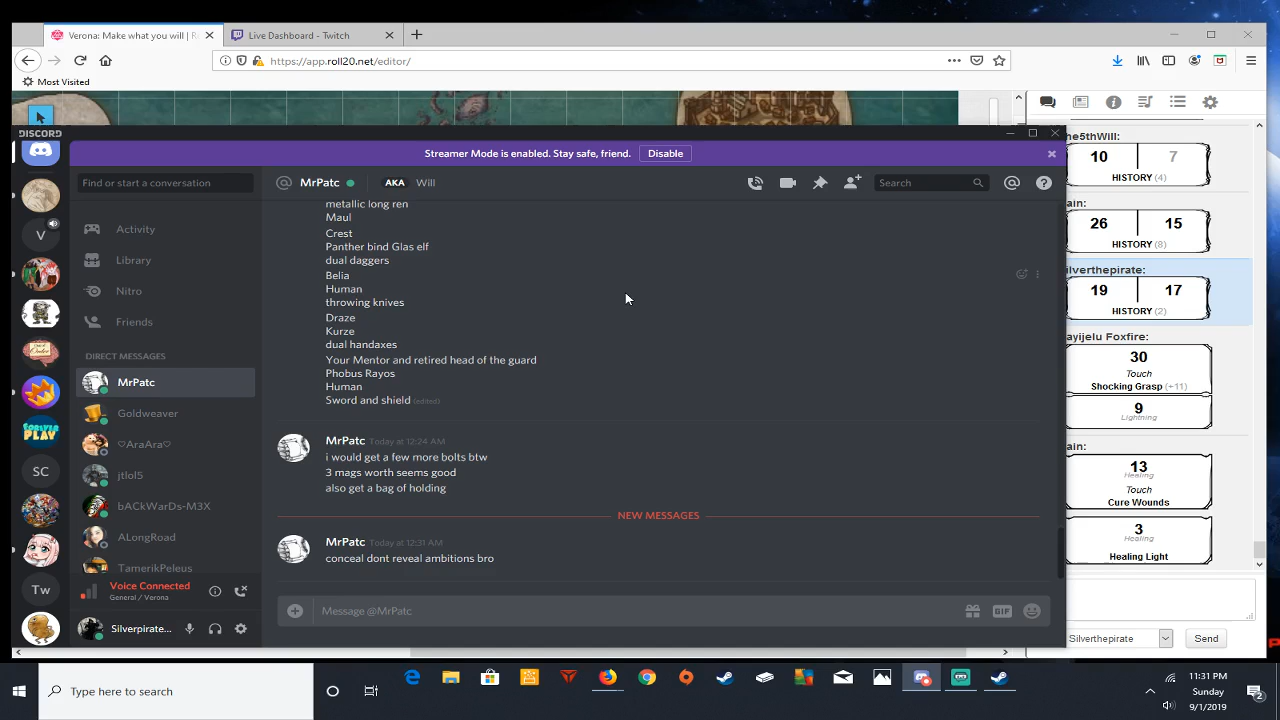 Verona: Make what you will | R
Live Dashboard - Twitch
https://app.roll20.net/editor/
Most Visited
DISCORD
Streamer Mode is enabled. Stay safe, friend.
Disable
Find or start a conversation
Activity
Library
Nitro
Friends
DIRECT MESSAGES
MrPatc
Goldweaver
♡AraAra♡
jtlol5
bACkWarDs-M3X
ALongRoad
TamerikPeleus
Voice Connected
General / Verona
Silverpirate...
V
SC
Tw
FOREVER
PLAY
@ MrPatc
AKA Will
Search
metallic long ren
Maul
Crest
Panther bind Glas elf
dual daggers
Belia
Human
throwing knives
Draze
Kurze
dual handaxes
Your Mentor and retired head of the guard
Phobus Rayos
Human
Sword and shield (edited)
MrPatc Today at 12:24 AM
i would get a few more bolts btw
3 mags worth seems good
also get a bag of holding
NEW MESSAGES
MrPatc Today at 12:31 AM
conceal dont reveal ambitions bro
Message @MrPatc
GIF
he5thWill:
10 7
HISTORY (4)
ain:
26 15
HISTORY (8)
ilverthepirate:
19 17
HISTORY (2)
ayijelu Foxfire:
30
Touch
Shocking Grasp (+11)
9
Lightning
ain:
13
Healing
Touch
Cure Wounds
3
Healing
Healing Light
Silverthepirate
Send
Type here to search
11:31 PM
Sunday
9/1/2019
2